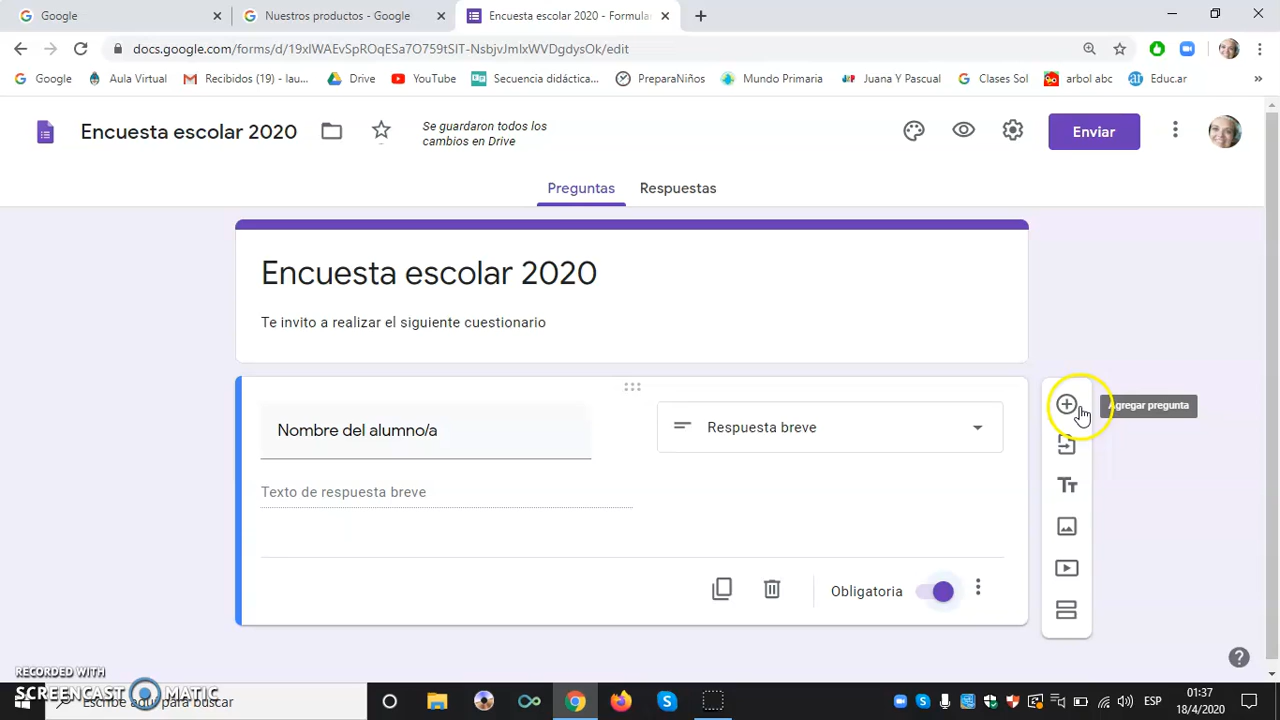 Google
Nuestros productos - Google
Encuesta escolar 2020 - Formula
docs.google.com/forms/d/19xIWAEvSpROqESa7O759tSIT-NsbjvJmIxWVDgdysOk/edit
Google
Aula Virtual
Recibidos (19) - lau...
Drive
YouTube
Secuencia didáctica...
PreparaNiños
Mundo Primaria
Juana Y Pascual
Clases Sol
arbol abc
Educ.ar
»
Encuesta escolar 2020
Se guardaron todos los
cambios en Drive
Enviar
Preguntas
Respuestas
Encuesta escolar 2020
Te invito a realizar el siguiente cuestionario
Nombre del alumno/a
Respuesta breve
Agregar pregunta
Texto de respuesta breve
Obligatoria
RECORDED WITH
SCREENCAST MATIC
Escribe aquí para buscar
ESP
01:37
18/4/2020